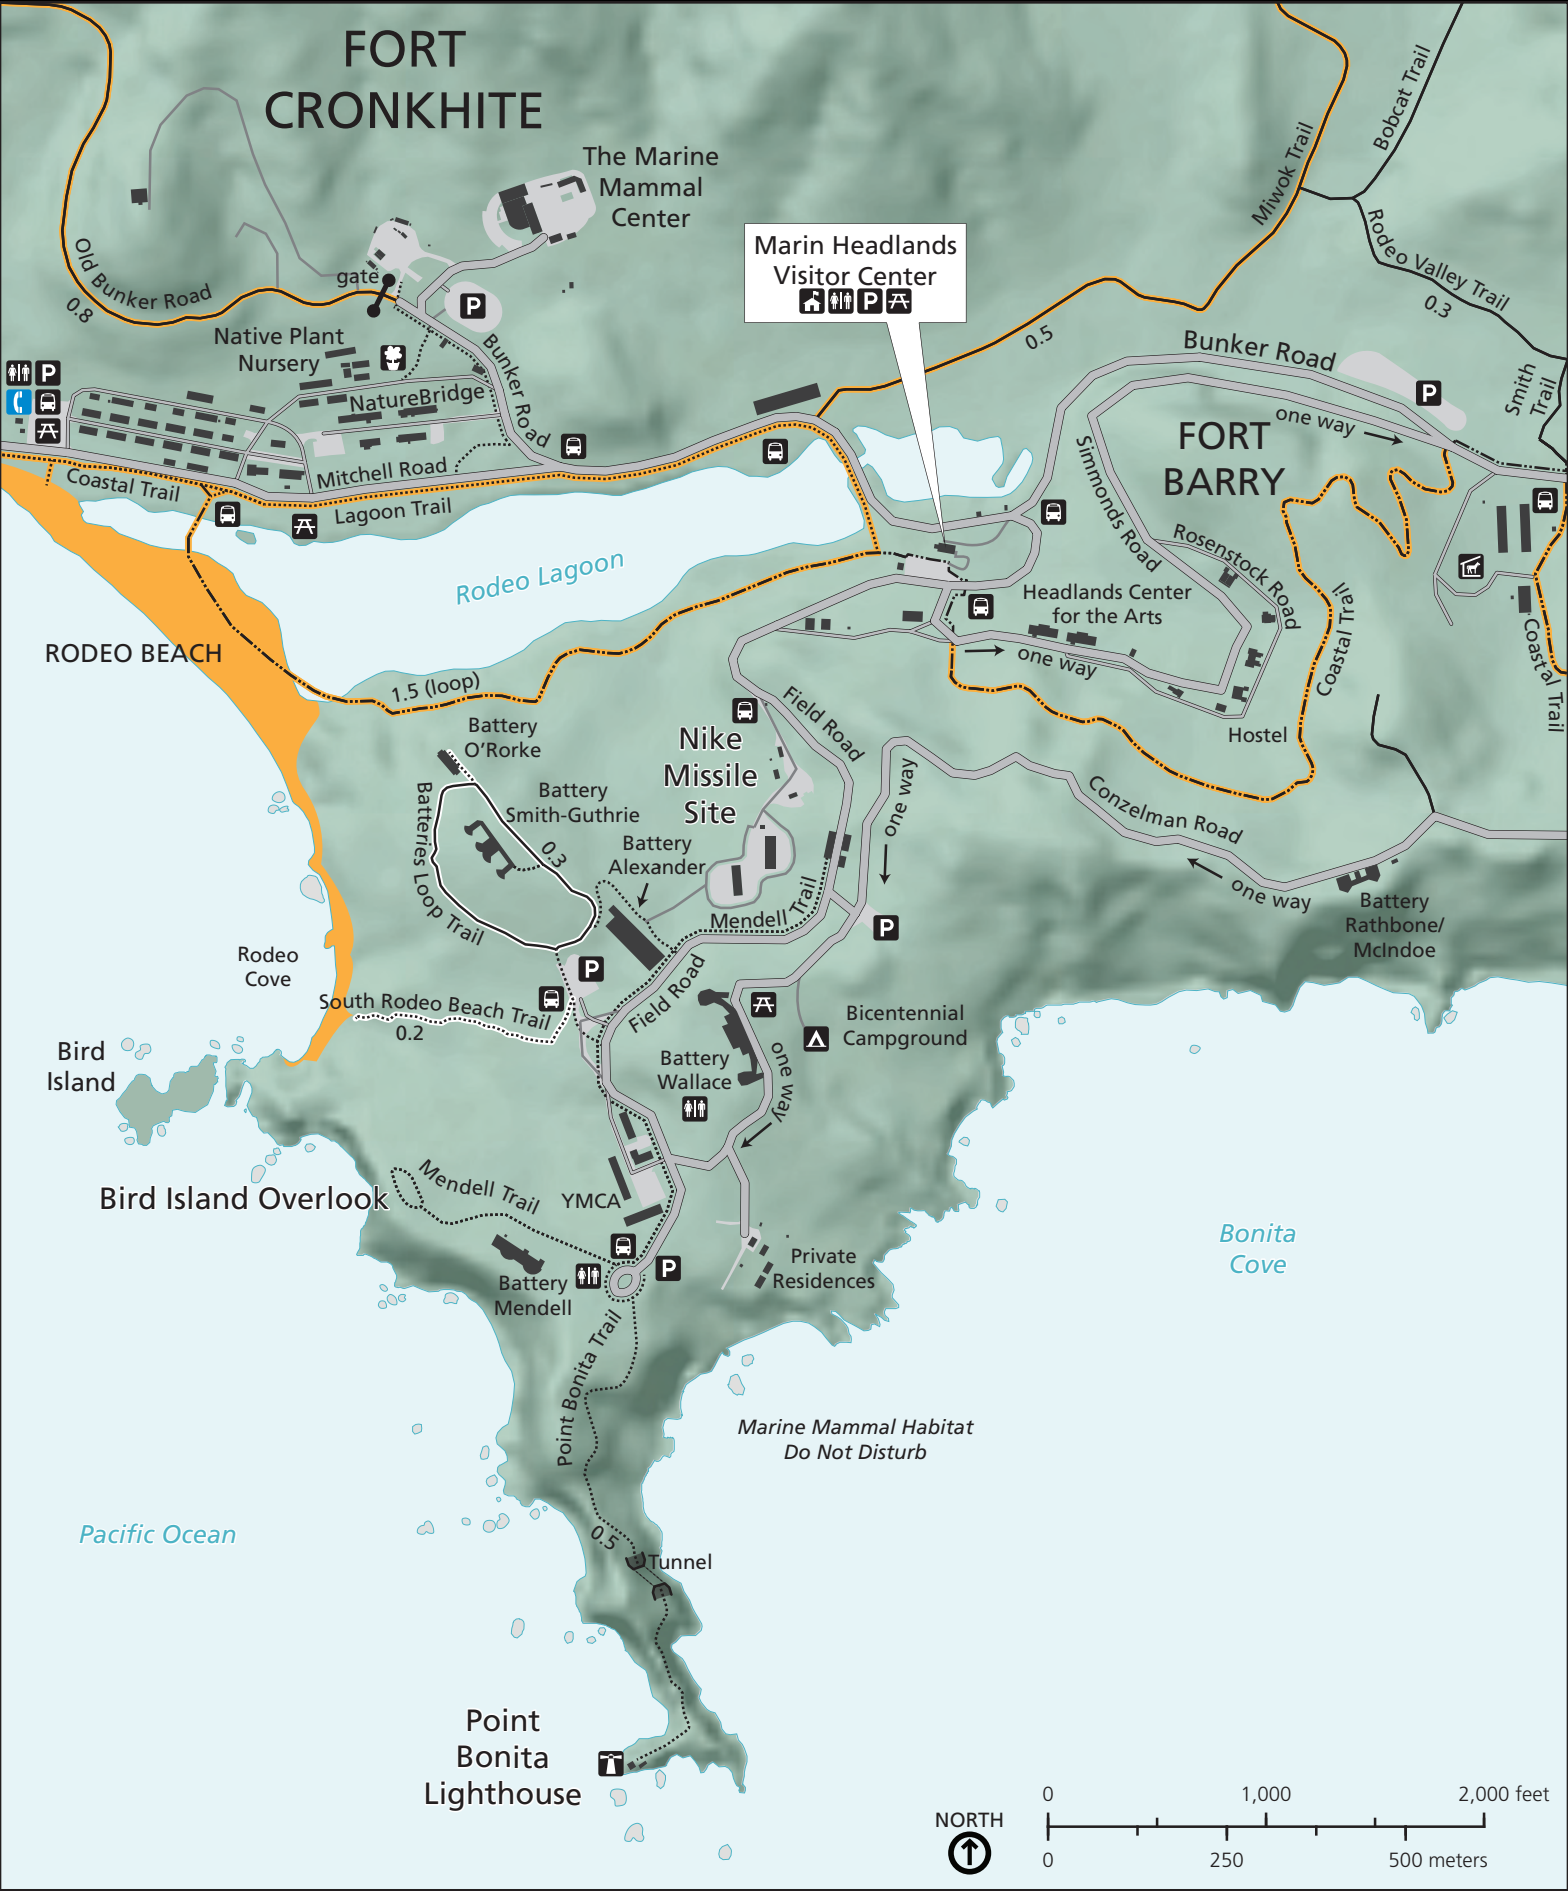 FORT
CRONKHITE
The Marine
Mammal
Center
Marin Headlands
Visitor Center
P
Miwok Trail
Bobcat Trail
Rodeo Valley Trail
0.3
Smith
Trail
Old Bunker Road
0.8
gate
P
Native Plant
Nursery
NatureBridge
Bunker Road
Mitchell Road
P
Coastal Trail
Lagoon Trail
0.5
Bunker Road
P
one way
FORT
BARRY
Simmonds Road
Rosenstock Road
Rodeo Lagoon
Headlands Center
for the Arts
one way
Coastal Trail
Coastal Trail
Hostel
RODEO BEACH
1.5 (loop)
Battery
O'Rorke
Battery
Smith-Guthrie
0.3
Batteries Loop Trail
Battery
Alexander
Nike
Missile
Site
Field Road
one way
Conzelman Road
one way
Battery
Rathbone/
McIndoe
Mendell Trail
P
P
Rodeo
Cove
South Rodeo Beach Trail
0.2
Field Road
Bicentennial
Campground
Battery
Wallace
one way
Bird
Island
Bird Island Overlook
Mendell Trail
YMCA
P
Private
Residences
Battery
Mendell
Bonita
Cove
Point Bonita Trail
Marine Mammal Habitat
Do Not Disturb
Pacific Ocean
0.5
Tunnel
Point
Bonita
Lighthouse
NORTH
0
1,000
2,000 feet
0
250
500 meters